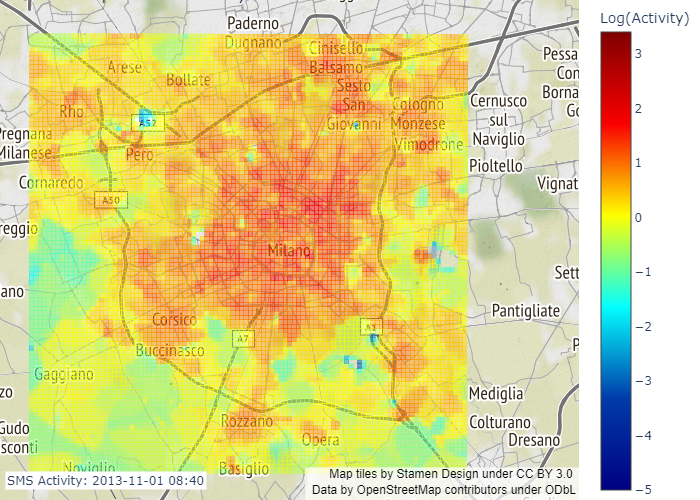 Paderno
Dugnano
Cinisello
Balsamo
Sesto
San
Giovanni
Arese
Bollate
Rho
A52
Pero
Cologno
Monzese
Vimodrone
Cernusco
sul
Naviglio
Pioltello
Pessa
Con
Borna
Go
Vignat
Pregnana
Milanese
Cornaredo
A50
reggio
Milano
Sett
ano
Pantigliate
Corsico
A7
A3
Buccinasco
P
Gaggiano
zo
Mediglia
Gudo
sconti
Rozzano
Opera
Colturano
Dresano
Noviglio
Basiglio
SMS Activity: 2013-11-01 08:40
Map tiles by Stamen Design under CC BY 3.0
Data by OpenStreetMap contributors under ODbL
Log(Activity)
3
2
1
0
−1
−2
−3
−4
−5